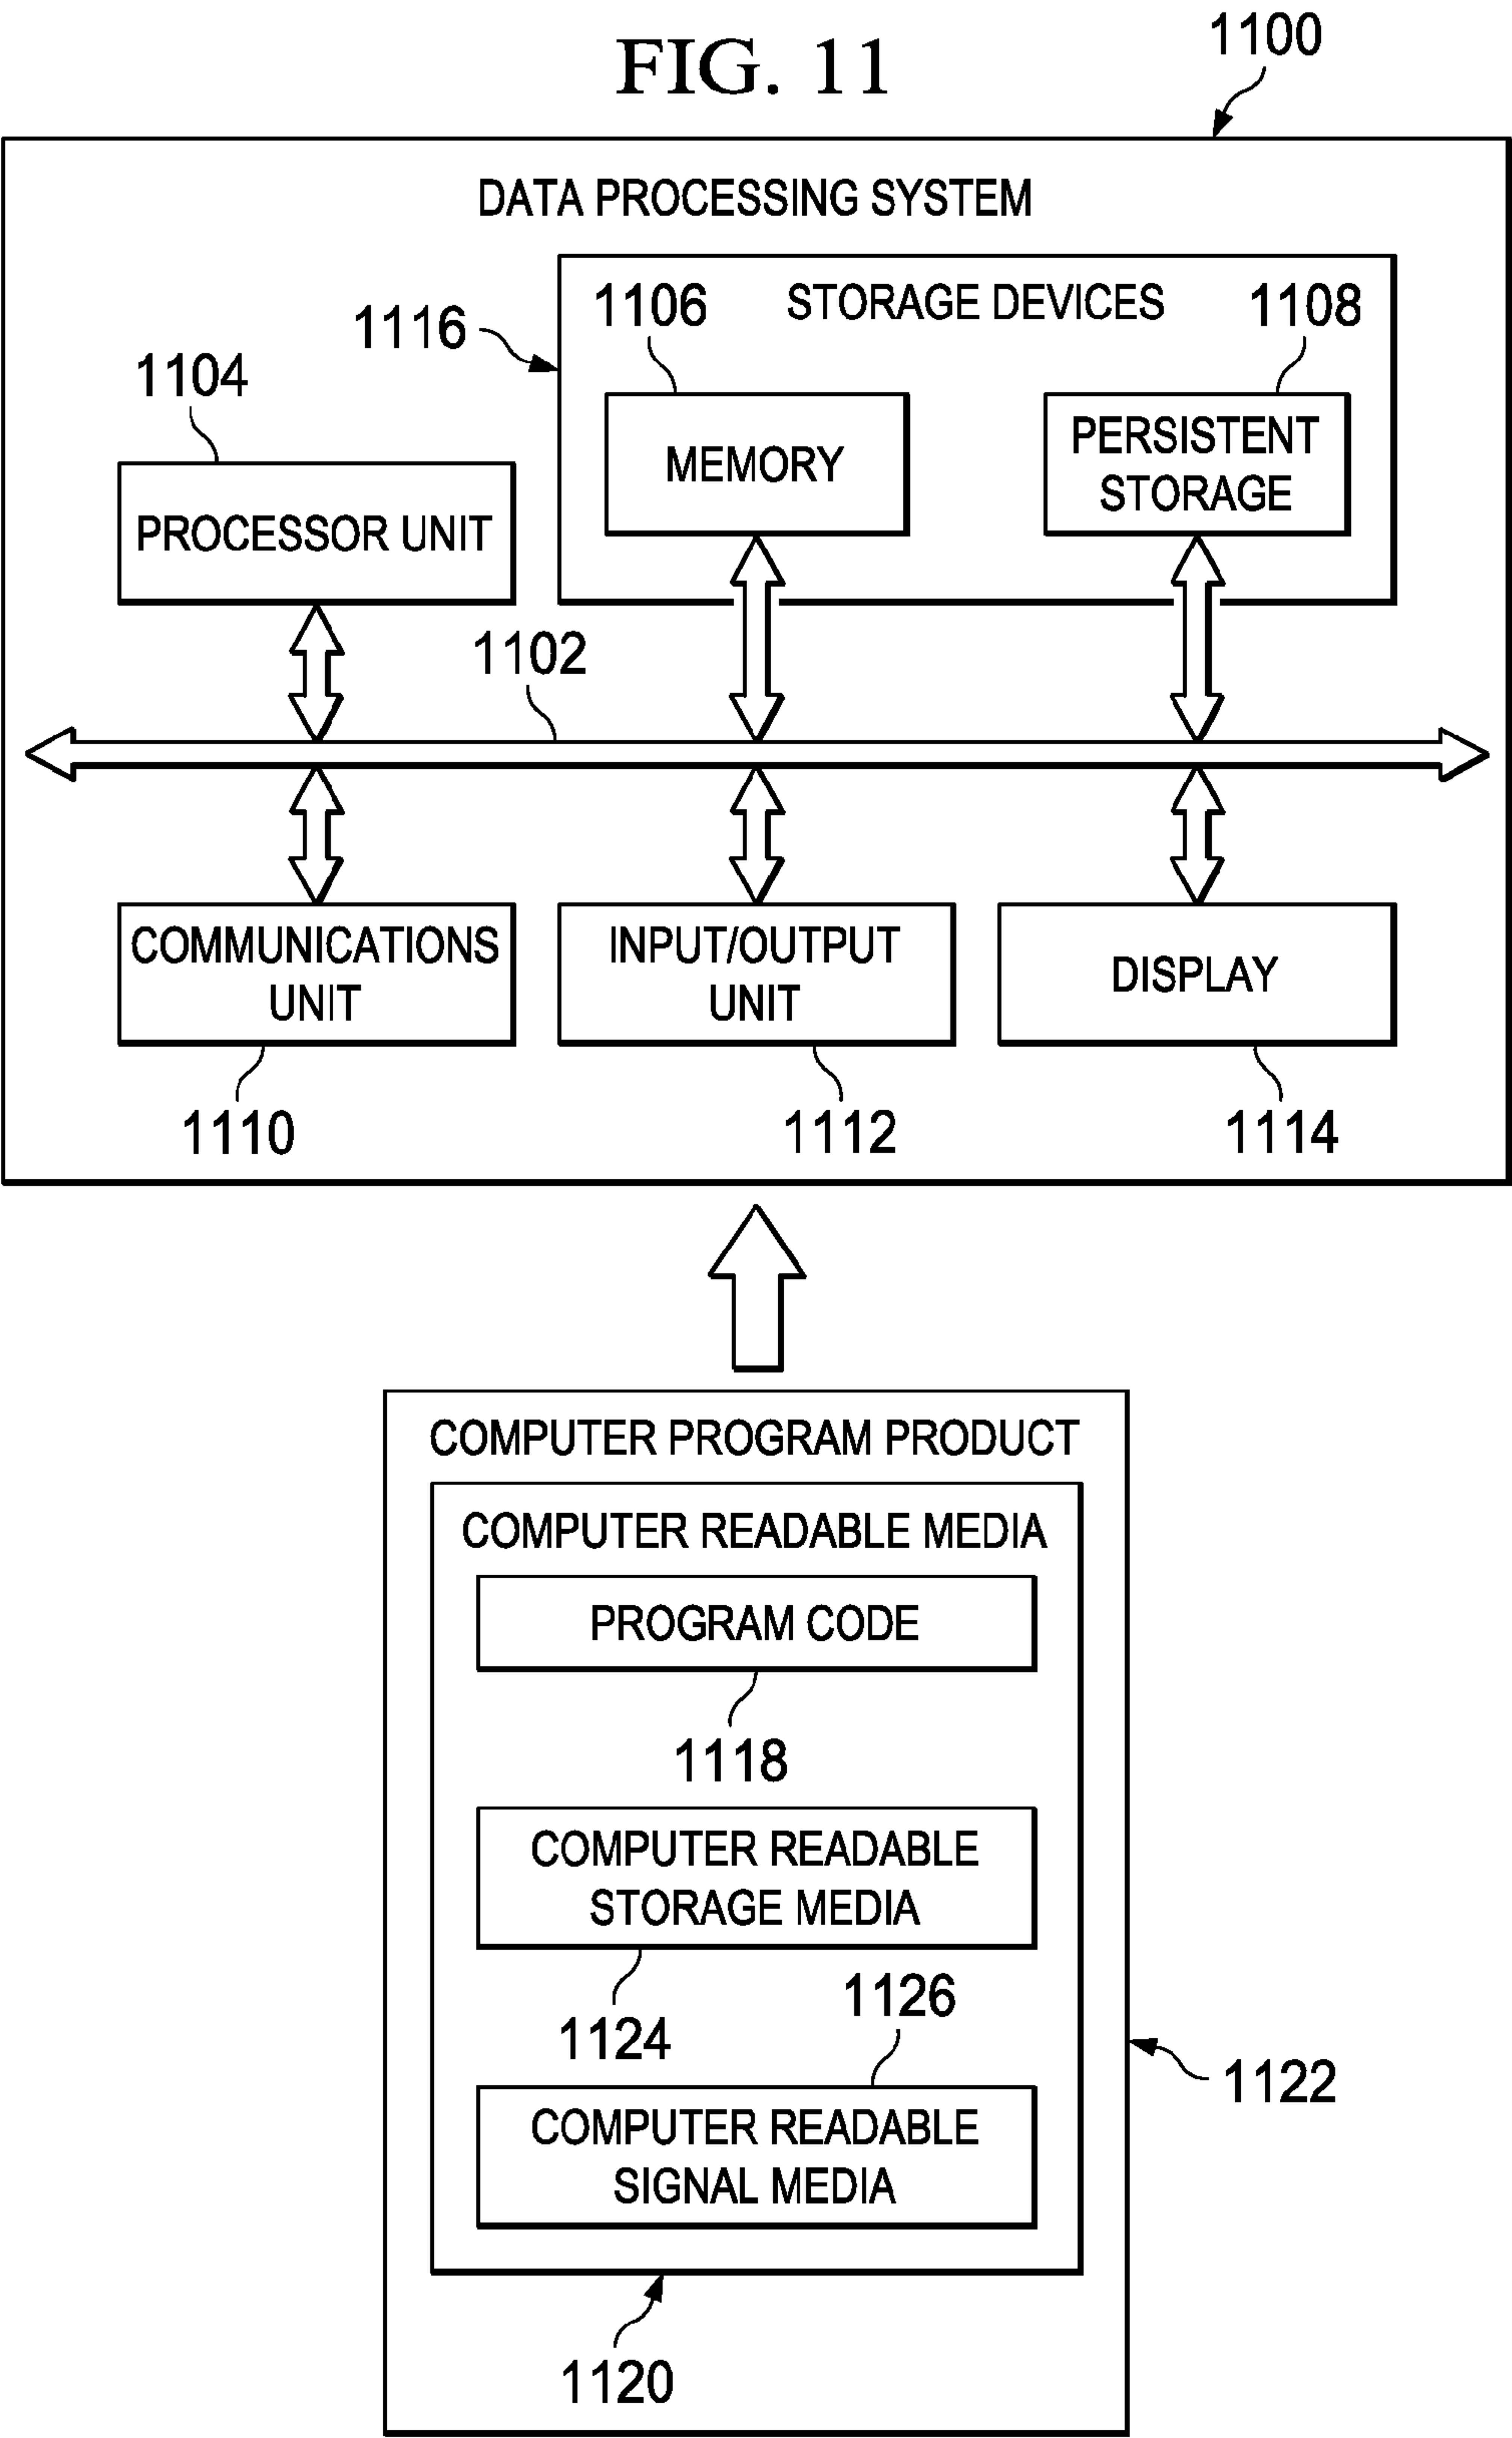 FIG. 11
1100
DATA PROCESSING SYSTEM
1116
1106
STORAGE DEVICES
1108
1104
MEMORY
PERSISTENT
STORAGE
PROCESSOR UNIT
1102
COMMUNICATIONS
UNIT
INPUT/OUTPUT
UNIT
DISPLAY
1110
1112
1114
COMPUTER PROGRAM PRODUCT
COMPUTER READABLE MEDIA
PROGRAM CODE
1118
COMPUTER READABLE
STORAGE MEDIA
1124
1126
COMPUTER READABLE
SIGNAL MEDIA
1122
1120